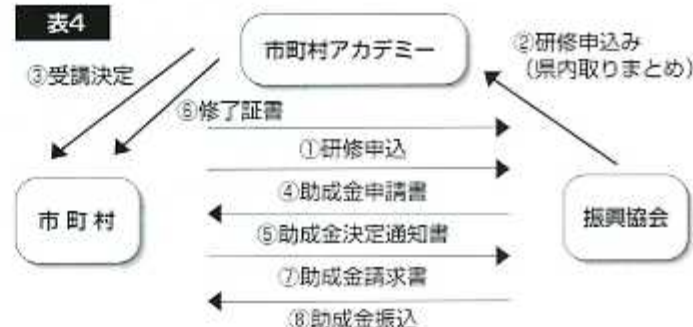 表4
市町村アカデミー
②研修申込み
（県内取りまとめ）
③受講決定
⑥修了証書
①研修申込
④助成金申請書
市町村
振興協会
⑤助成金決定通知書
⑦助成金請求書
⑧助成金振込